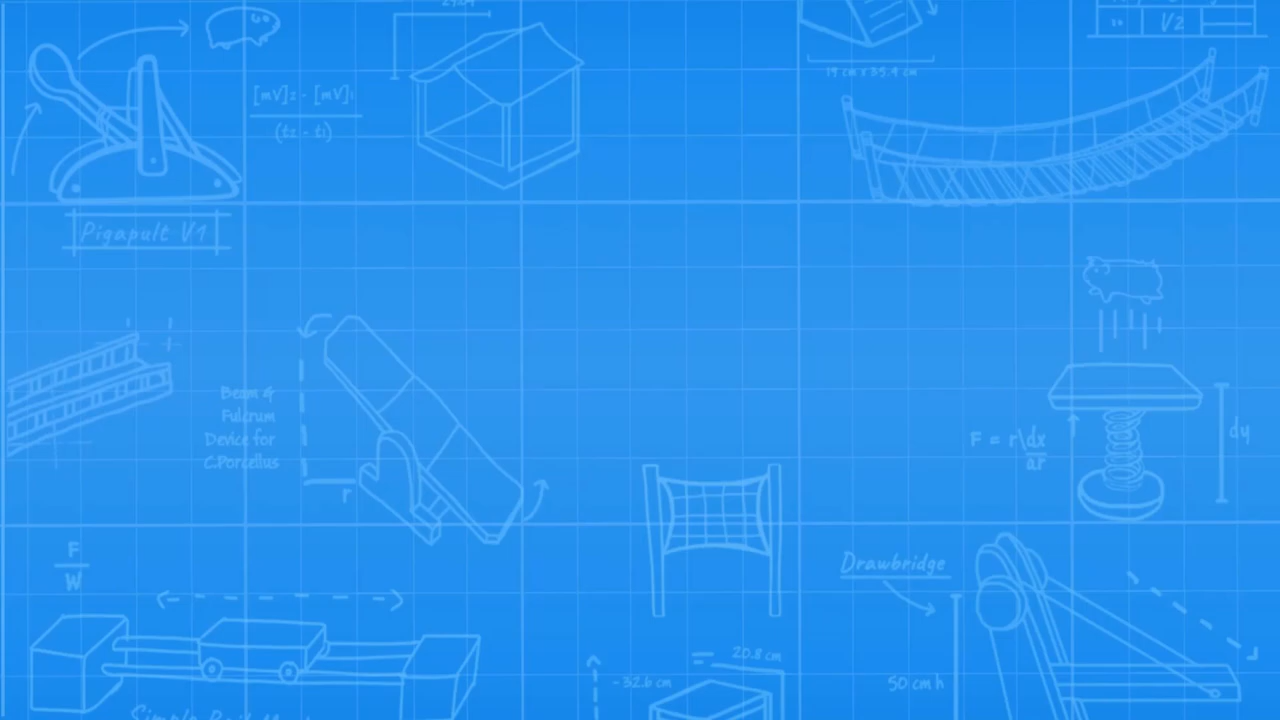 V2
19 cm x 35.4 cm
[mV]2 - [mV]1
(t2 - t1)
Pigapult V1
Beam &
Fulcrum
Device for
C.Porcellus
r
F = r\dx
ar
dy
F
W
Drawbridge
20.8 cm
- 32.6 cm
50 cm h